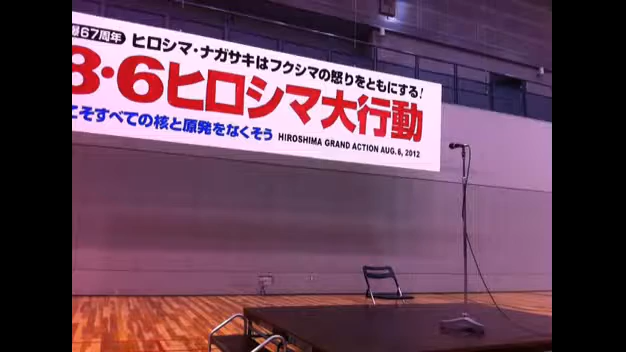 67周年 ヒロシマ・ナガサキはフクシマの怒りをともにする!
8・6ヒロシマ大行動
こそすべての核と原発をなくそう HIROSHIMA GRAND ACTION AUG. 6, 2012